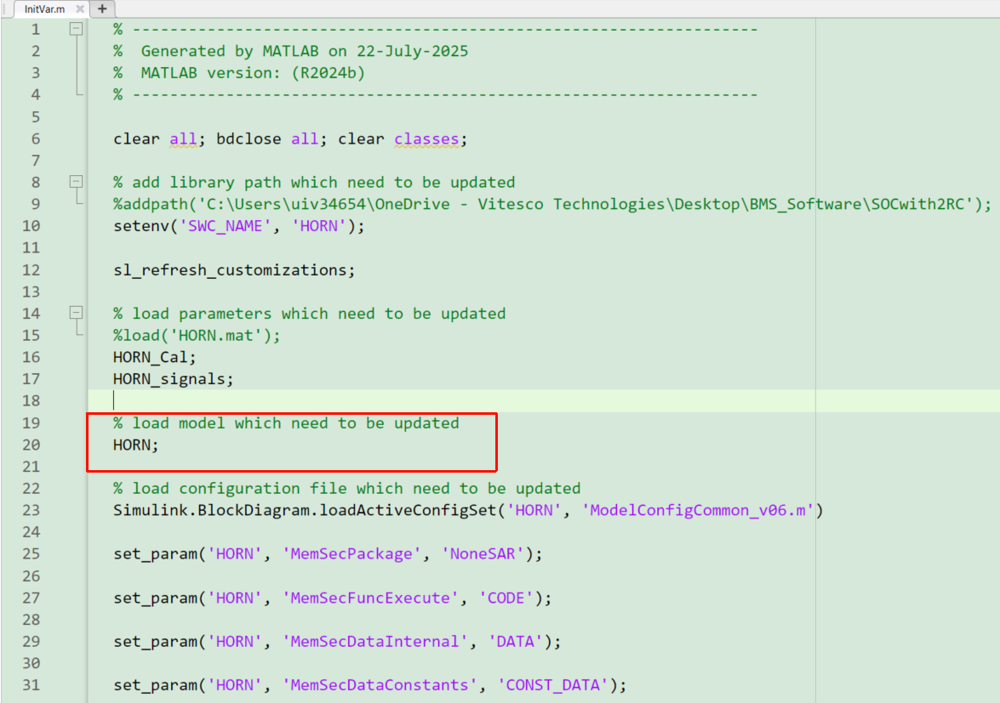 InitVar.m × +
1 % -------------------------------------------------------------------
2 %  Generated by MATLAB on 22-July-2025
3 %  MATLAB version: (R2024b)
4 % -------------------------------------------------------------------
5
6 clear all; bdclose all; clear classes;
7
8 % add library path which need to be updated
9 %addpath('C:\Users\uiv34654\OneDrive - Vitesco Technologies\Desktop\BMS_Software\SOCwith2RC');
10 setenv('SWC_NAME', 'HORN');
11
12 sl_refresh_customizations;
13
14 % load parameters which need to be updated
15 %load('HORN.mat');
16 HORN_Cal;
17 HORN_signals;
18
19 % load model which need to be updated
20 HORN;
21
22 % load configuration file which need to be updated
23 Simulink.BlockDiagram.loadActiveConfigSet('HORN', 'ModelConfigCommon_v06.m')
24
25 set_param('HORN', 'MemSecPackage', 'NoneSAR');
26
27 set_param('HORN', 'MemSecFuncExecute', 'CODE');
28
29 set_param('HORN', 'MemSecDataInternal', 'DATA');
30
31 set_param('HORN', 'MemSecDataConstants', 'CONST_DATA');